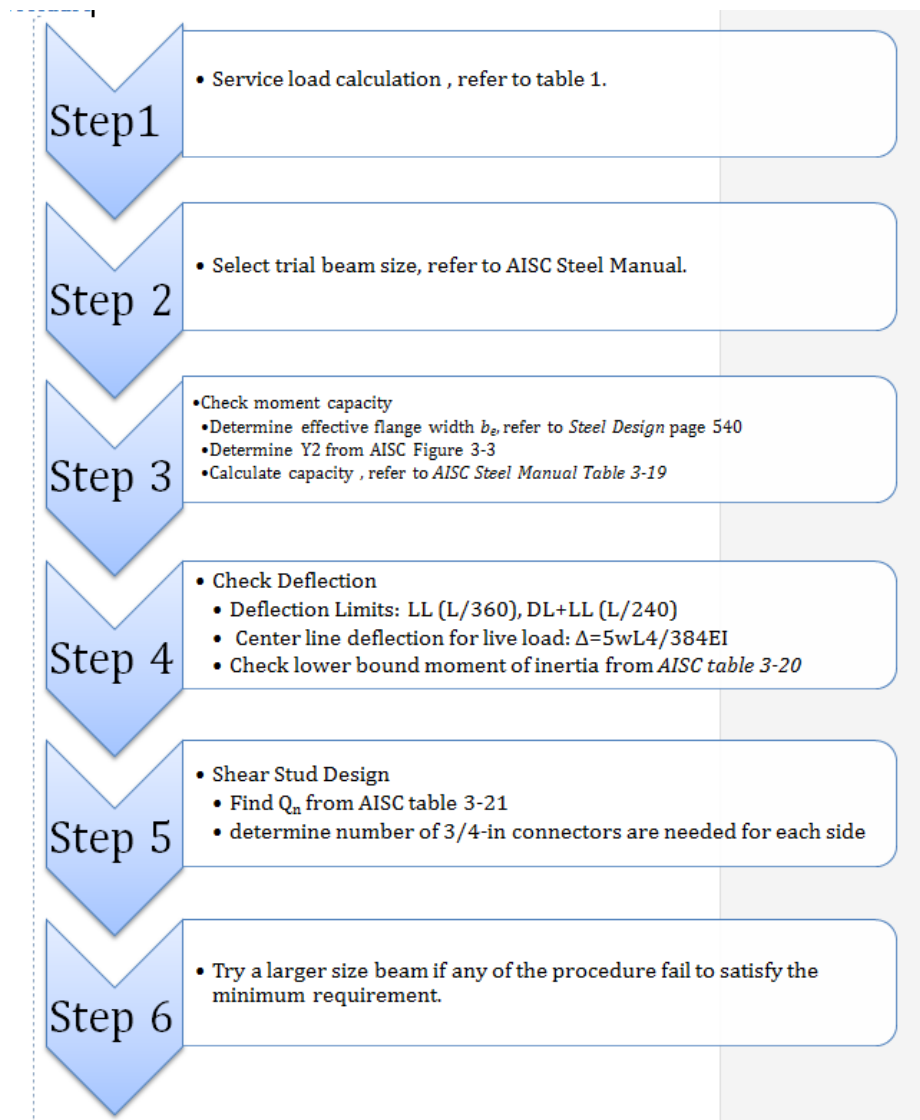 Step1
• Service load calculation , refer to table 1.
Step 2
• Select trial beam size, refer to AISC Steel Manual.
Step 3
•Check moment capacity
•Determine effective flange width be, refer to Steel Design page 540
•Determine Y2 from AISC Figure 3-3
•Calculate capacity , refer to AISC Steel Manual Table 3-19
Step 4
• Check Deflection
• Deflection Limits: LL (L/360), DL+LL (L/240)
• Center line deflection for live load: Δ=5wL4/384EI
• Check lower bound moment of inertia from AISC table 3-20
Step 5
• Shear Stud Design
• Find Qn from AISC table 3-21
• determine number of 3/4-in connectors are needed for each side
Step 6
• Try a larger size beam if any of the procedure fail to satisfy the
minimum requirement.